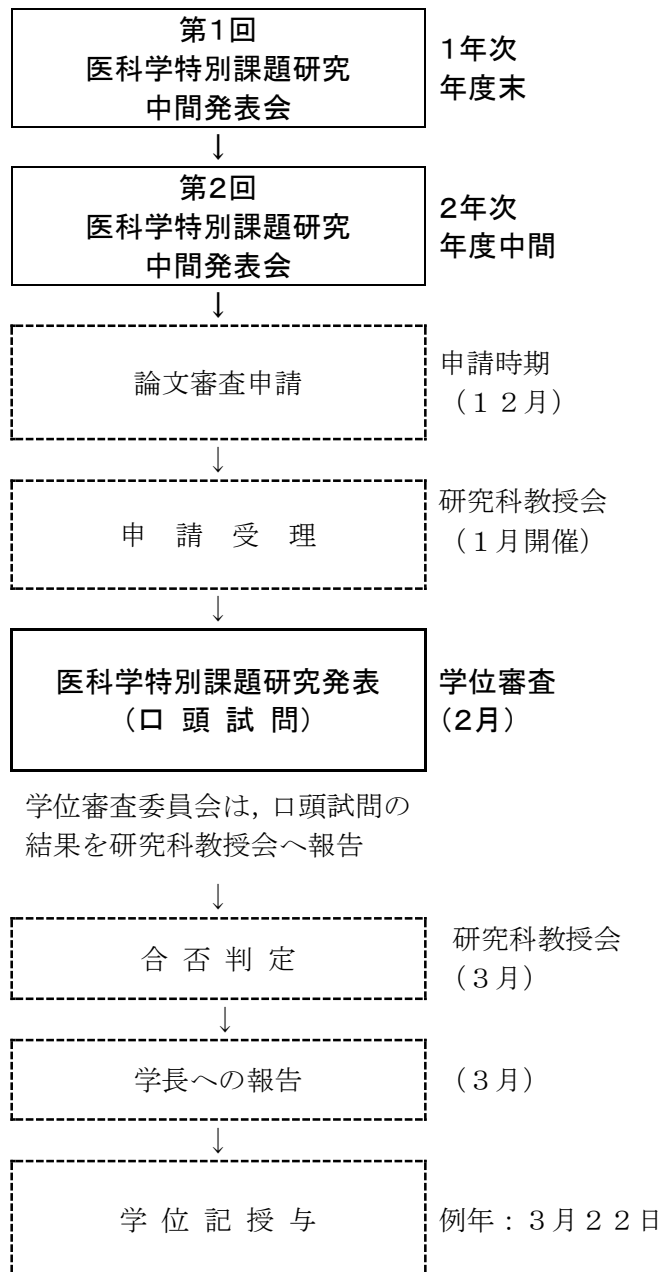 第1回
医科学特別課題研究
中間発表会
1年次
年度末
↓
第2回
医科学特別課題研究
中間発表会
2年次
年度中間
↓
論文審査申請
申請時期
（１２月）
↓
申　請　受　理
研究科教授会
（１月開催）
↓
医科学特別課題研究発表
（口 頭 試 問）
学位審査
（2月）
学位審査委員会は，口頭試問の
結果を研究科教授会へ報告
↓
合 否 判 定
研究科教授会
（３月）
↓
学長への報告
（３月）
↓
学 位 記 授 与
例年：３月２２日